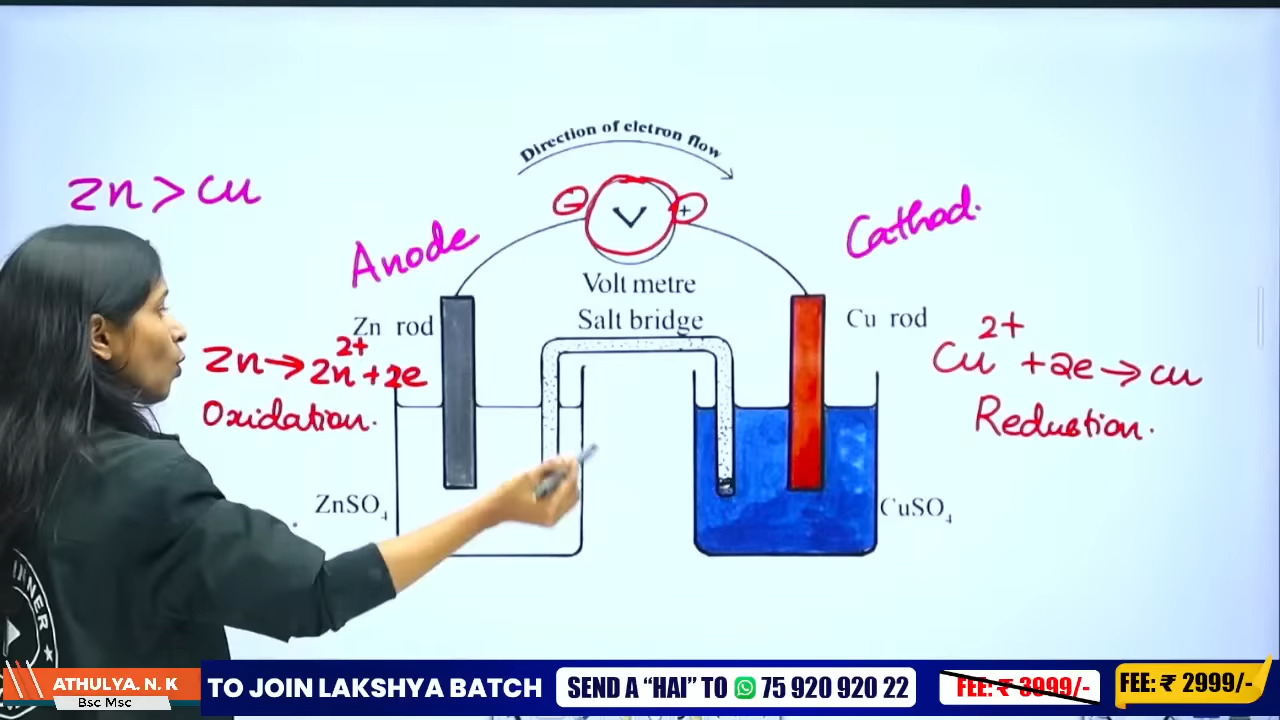 Direction of eletron flow
Zn > Cu
− V +
Anode
Cathod.
Volt metre
Salt bridge
Zn rod
Cu rod
Zn → Zn²⁺ + 2e
Cu²⁺ + 2e → Cu
Oxidation.
Redustion.
ZnSO₄
CuSO₄
INNER
ATHULYA. N. K
Bsc Msc
TO JOIN LAKSHYA BATCH
SEND A “HAI” TO 75 920 920 22
FEE: ₹ 3999/-
FEE: ₹ 2999/-